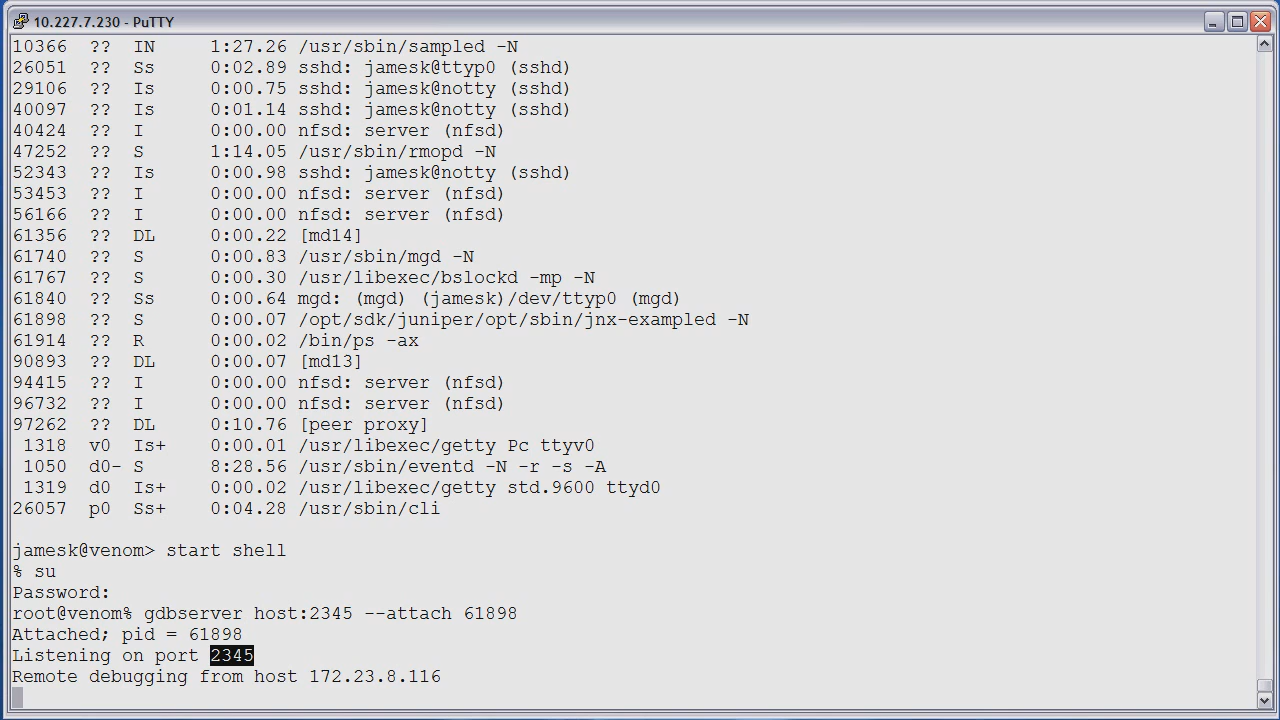 10.227.7.230 - PuTTY
10366 ?? IN 1:27.26 /usr/sbin/sampled -N
26051 ?? Ss 0:02.89 sshd: jamesk@ttyp0 (sshd)
29106 ?? Is 0:00.75 sshd: jamesk@notty (sshd)
40097 ?? Is 0:01.14 sshd: jamesk@notty (sshd)
40424 ?? I 0:00.00 nfsd: server (nfsd)
47252 ?? S 1:14.05 /usr/sbin/rmopd -N
52343 ?? Is 0:00.98 sshd: jamesk@notty (sshd)
53453 ?? I 0:00.00 nfsd: server (nfsd)
56166 ?? I 0:00.00 nfsd: server (nfsd)
61356 ?? DL 0:00.22 [md14]
61740 ?? S 0:00.83 /usr/sbin/mgd -N
61767 ?? S 0:00.30 /usr/libexec/bslockd -mp -N
61840 ?? Ss 0:00.64 mgd: (mgd) (jamesk)/dev/ttyp0 (mgd)
61898 ?? S 0:00.07 /opt/sdk/juniper/opt/sbin/jnx-exampled -N
61914 ?? R 0:00.02 /bin/ps -ax
90893 ?? DL 0:00.07 [md13]
94415 ?? I 0:00.00 nfsd: server (nfsd)
96732 ?? I 0:00.00 nfsd: server (nfsd)
97262 ?? DL 0:10.76 [peer proxy]
1318 v0 Is+ 0:00.01 /usr/libexec/getty Pc ttyv0
1050 d0- S 8:28.56 /usr/sbin/eventd -N -r -s -A
1319 d0 Is+ 0:00.02 /usr/libexec/getty std.9600 ttyd0
26057 p0 Ss+ 0:04.28 /usr/sbin/cli
jamesk@venom> start shell
% su
Password:
root@venom% gdbserver host:2345 --attach 61898
Attached; pid = 61898
Listening on port 2345
Remote debugging from host 172.23.8.116